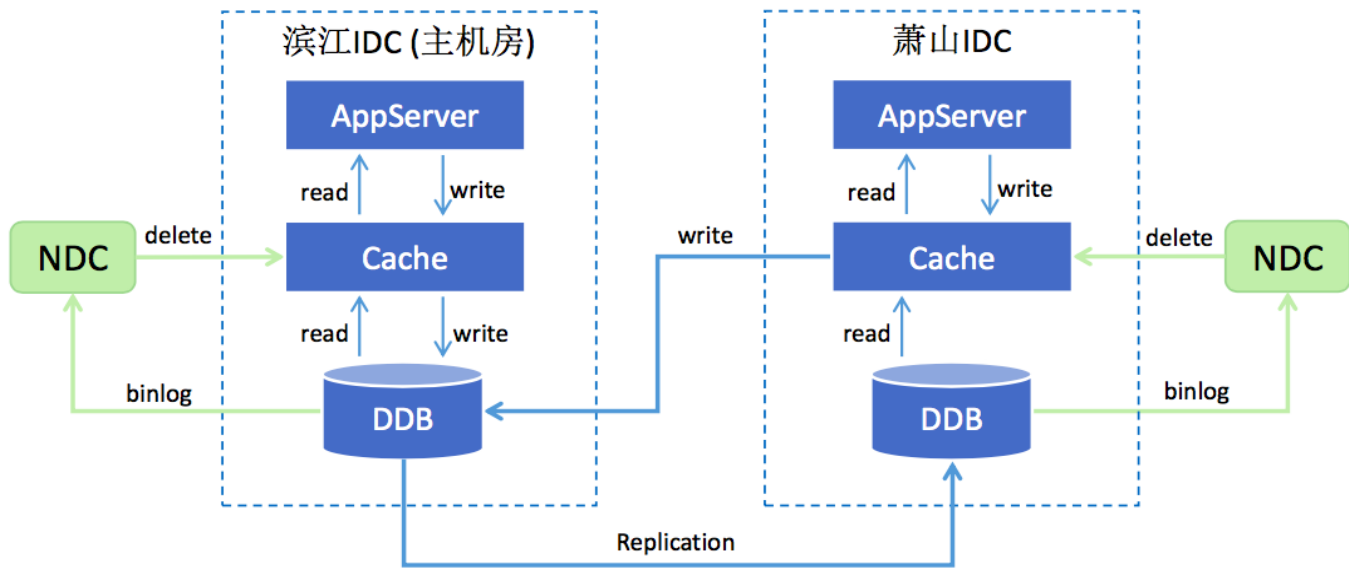 滨江IDC (主机房)
萧山IDC
AppServer
AppServer
read
write
read
write
NDC
delete
Cache
write
Cache
delete
NDC
read
write
read
binlog
DDB
DDB
binlog
Replication